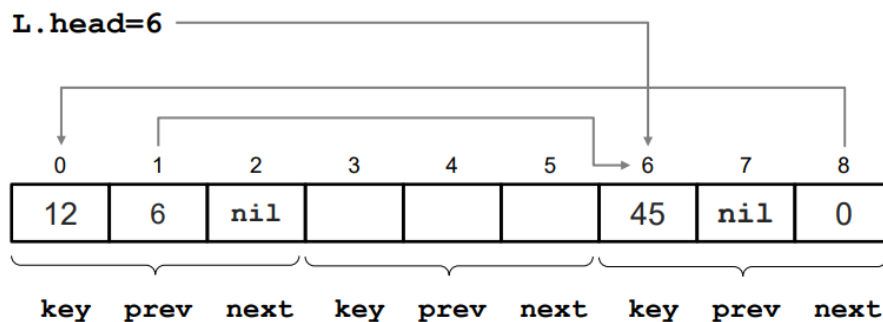 L.head=6
0 1 2 3 4 5 6 7 8
12 6 nil 45 nil 0
key prev next key prev next key prev next